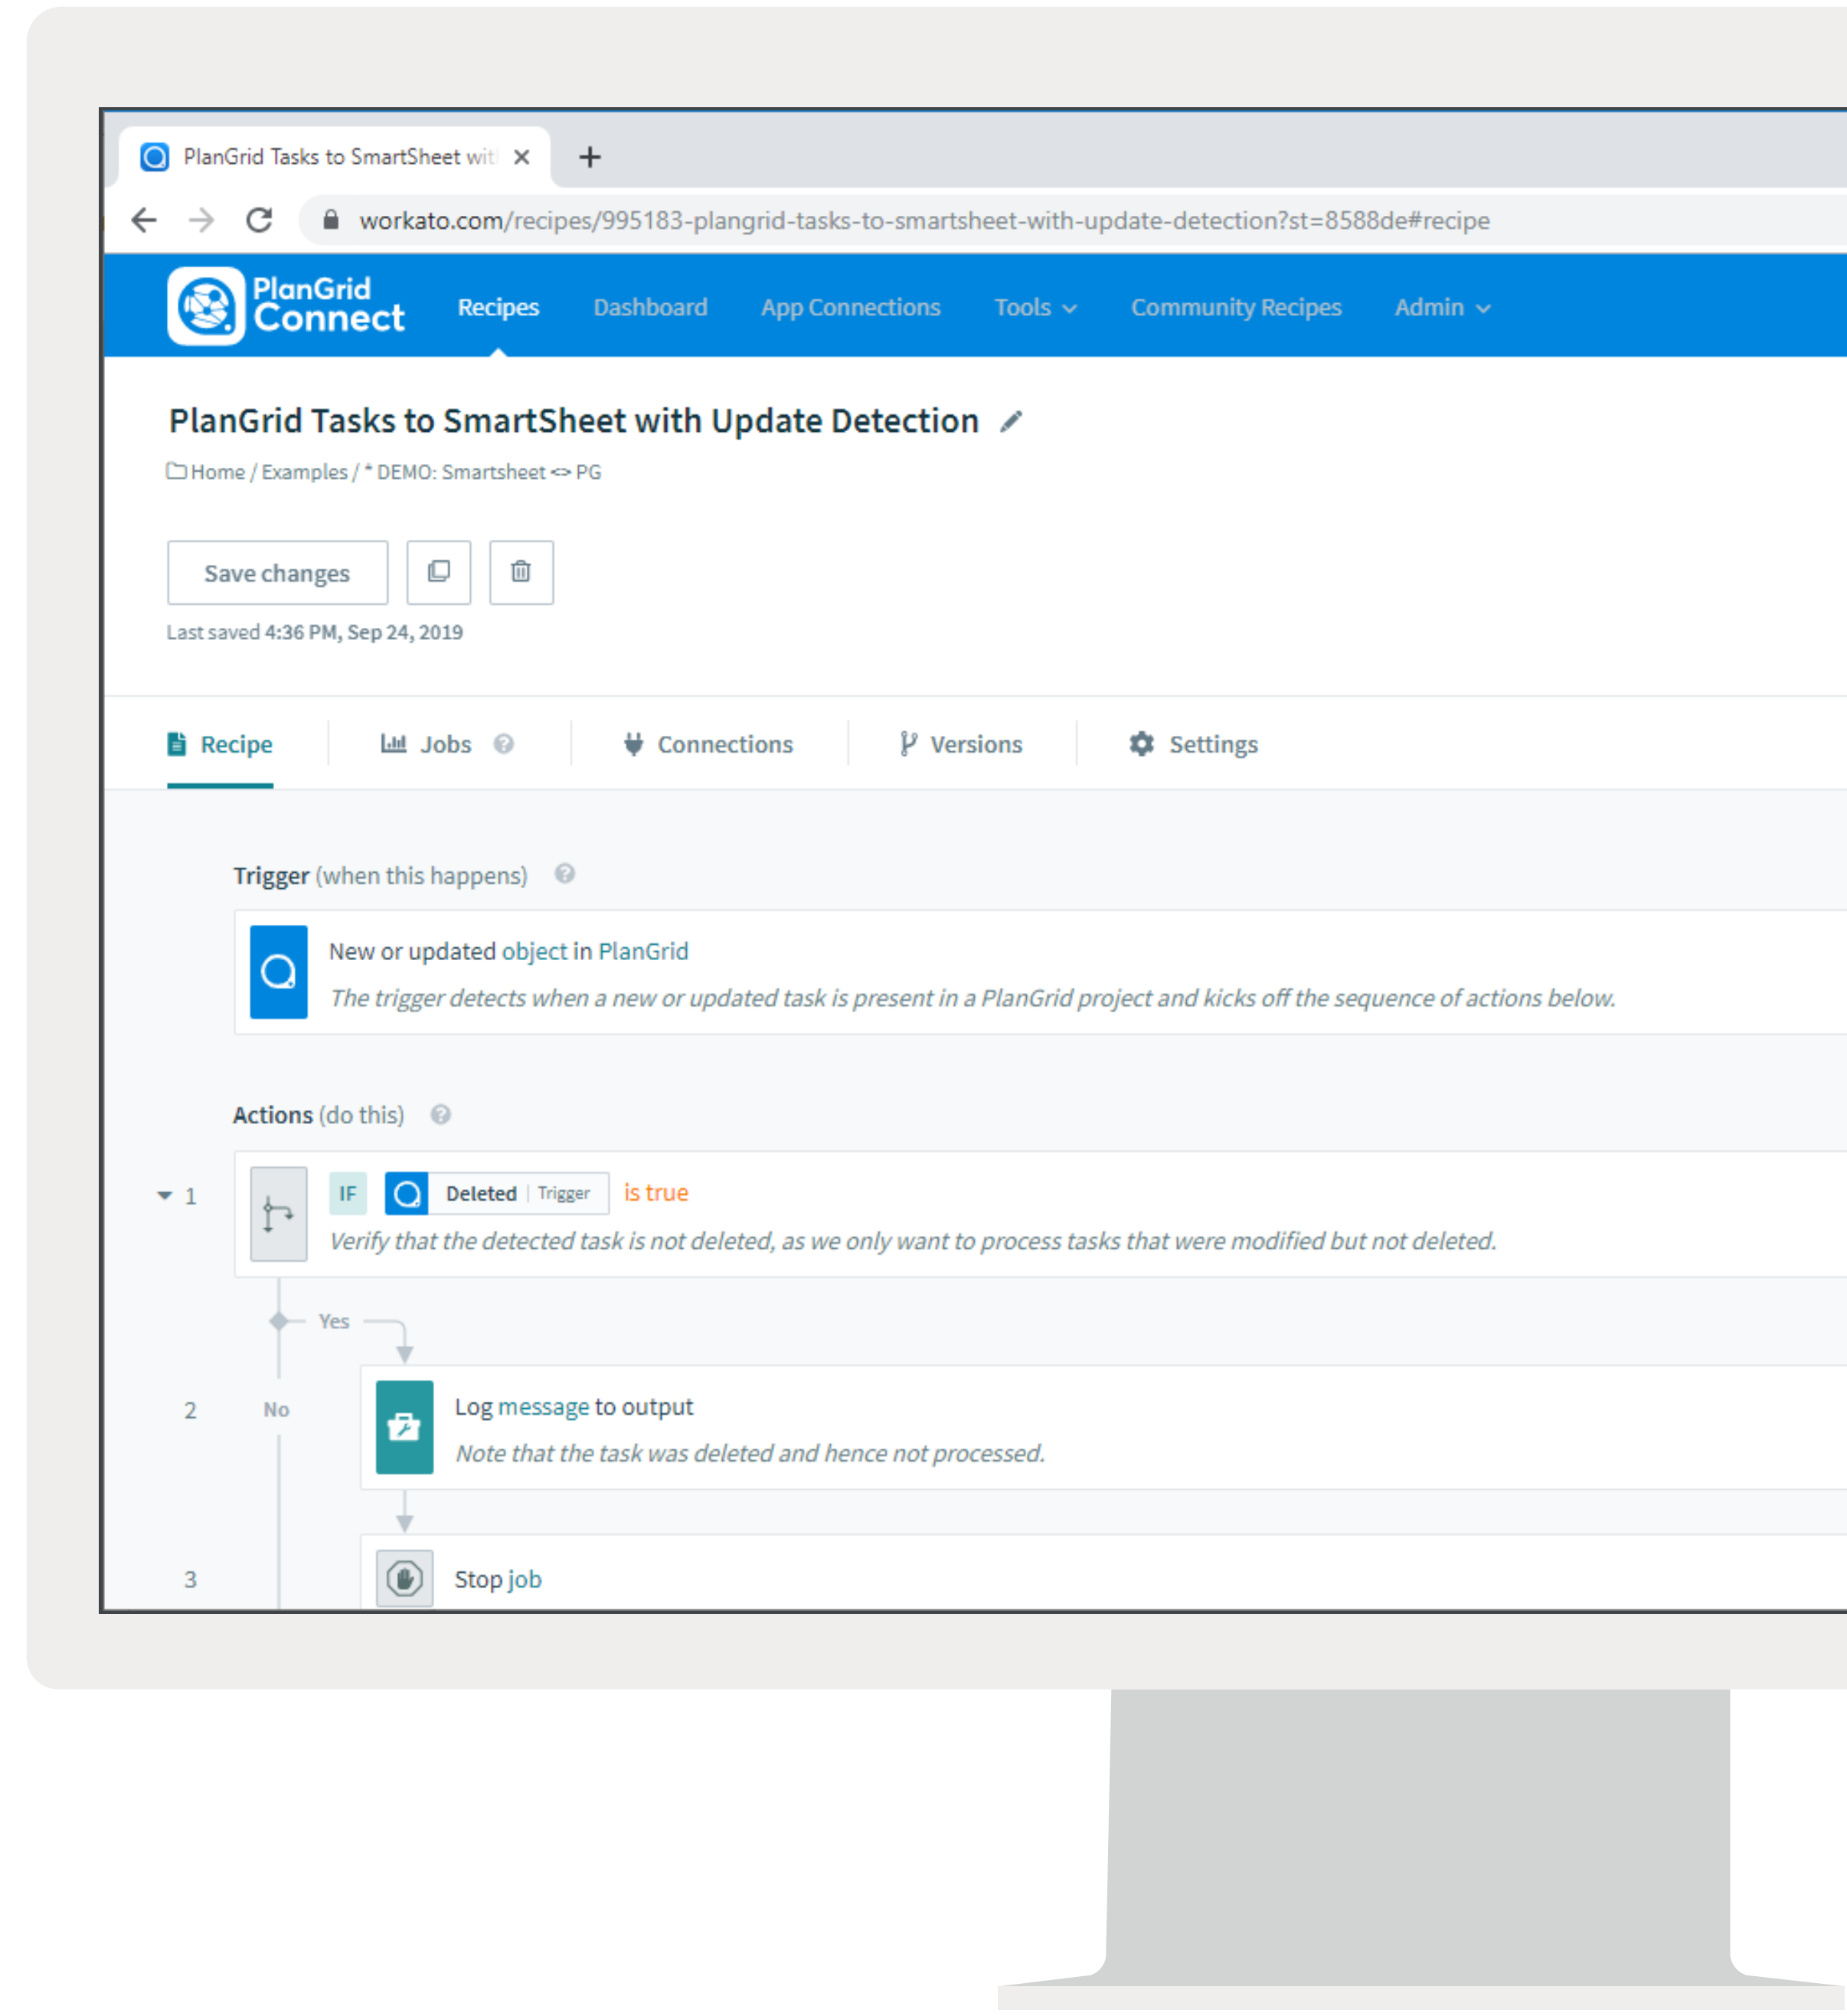 PlanGrid Tasks to SmartSheet wit
workato.com/recipes/995183-plangrid-tasks-to-smartsheet-with-update-detection?st=8588de#recipe
PlanGrid
Connect
Recipes Dashboard App Connections Tools Community Recipes Admin
PlanGrid Tasks to SmartSheet with Update Detection
Home / Examples / * DEMO: Smartsheet <> PG
Save changes
Last saved 4:36 PM, Sep 24, 2019
Recipe Jobs ? Connections Versions Settings
Trigger (when this happens) ?
New or updated object in PlanGrid
The trigger detects when a new or updated task is present in a PlanGrid project and kicks off the sequence of actions below.
Actions (do this) ?
1 IF Deleted | Trigger is true
Verify that the detected task is not deleted, as we only want to process tasks that were modified but not deleted.
Yes
2 No Log message to output
Note that the task was deleted and hence not processed.
3 Stop job